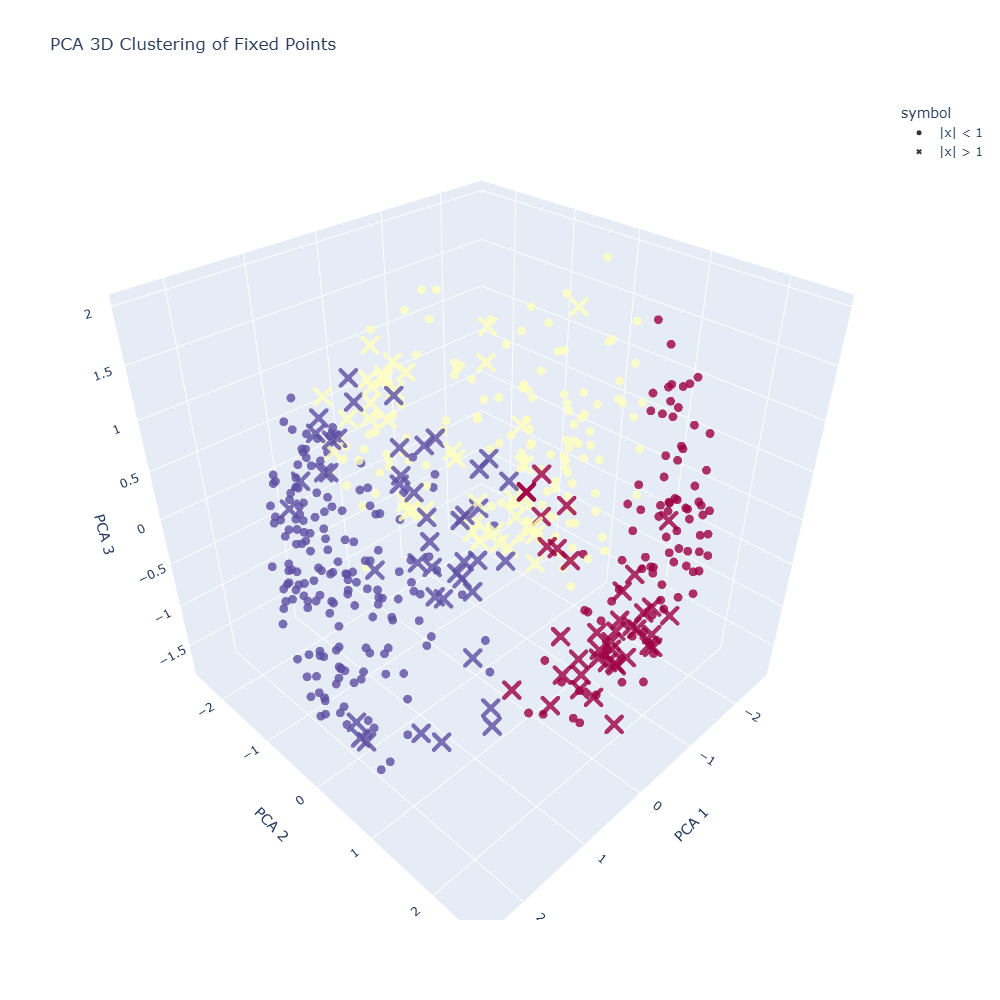 PCA 3D Clustering of Fixed Points
symbol
|x| < 1
|x| > 1
2
1.5
1
0.5
0
−0.5
−1
−1.5
PCA 3
−2
−1
0
1
2
PCA 2
−2
−1
0
1
2
PCA 1